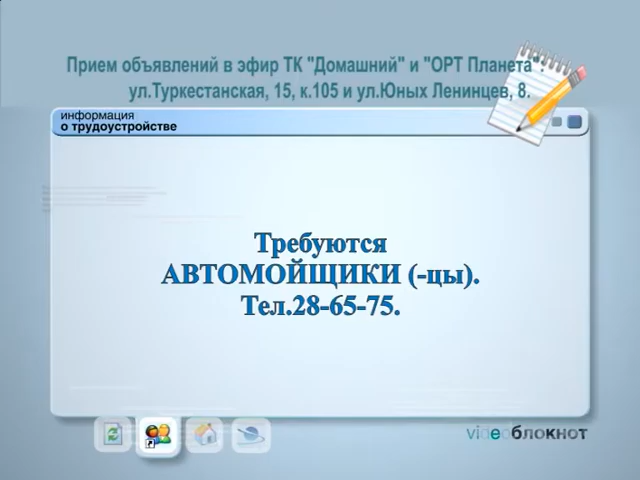 Прием объявлений в эфир ТК "Домашний" и "ОРТ Планета":
ул.Туркестанская, 15, к.105 и ул.Юных Ленинцев, 8.
информация
о трудоустройстве
Требуются
АВТОМОЙЩИКИ (-цы).
Тел.28-65-75.
videoблокнот